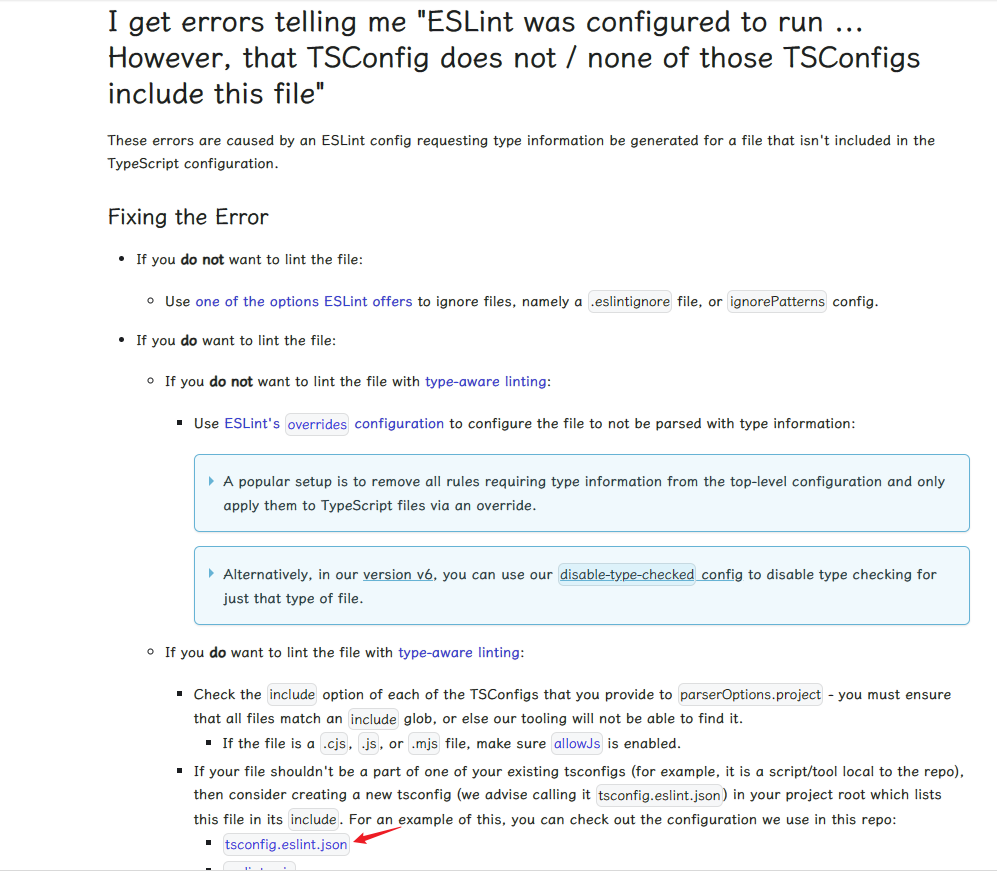 I get errors telling me "ESLint was configured to run ...
However, that TSConfig does not / none of those TSConfigs
include this file"
These errors are caused by an ESLint config requesting type information be generated for a file that isn't included in the
TypeScript configuration.
Fixing the Error
• If you do not want to lint the file:
◦ Use one of the options ESLint offers to ignore files, namely a .eslintignore file, or ignorePatterns config.
• If you do want to lint the file:
◦ If you do not want to lint the file with type-aware linting:
▪ Use ESLint's overrides configuration to configure the file to not be parsed with type information:
A popular setup is to remove all rules requiring type information from the top-level configuration and only
apply them to TypeScript files via an override.
Alternatively, in our version v6, you can use our disable-type-checked config to disable type checking for
just that type of file.
◦ If you do want to lint the file with type-aware linting:
▪ Check the include option of each of the TSConfigs that you provide to parserOptions.project - you must ensure
that all files match an include glob, or else our tooling will not be able to find it.
▪ If the file is a .cjs, .js, or .mjs file, make sure allowJs is enabled.
▪ If your file shouldn't be a part of one of your existing tsconfigs (for example, it is a script/tool local to the repo),
then consider creating a new tsconfig (we advise calling it tsconfig.eslint.json) in your project root which lists
this file in its include. For an example of this, you can check out the configuration we use in this repo:
▪ tsconfig.eslint.json